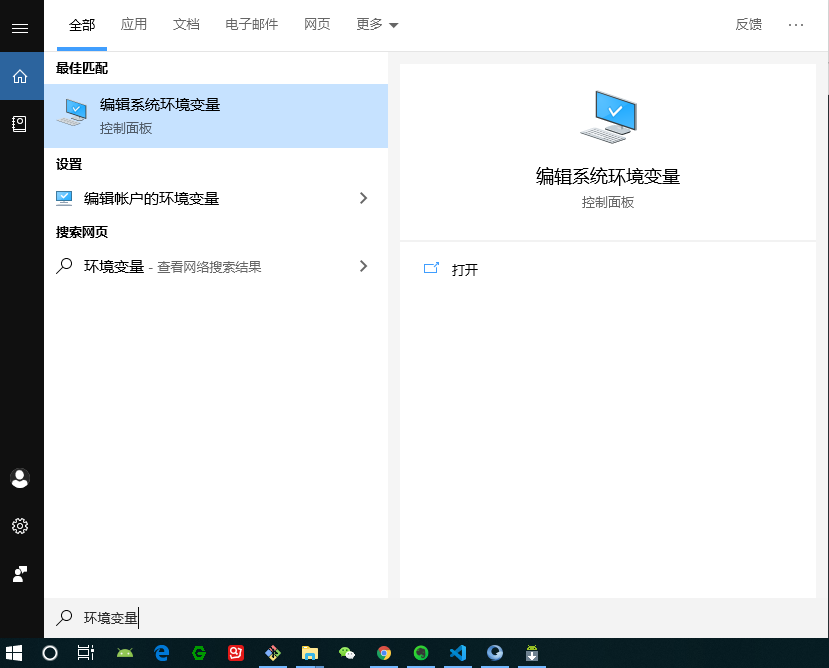 全部 应用 文档 电子邮件 网页 更多 反馈 ···
最佳匹配
编辑系统环境变量
控制面板
设置
编辑帐户的环境变量
搜索网页
环境变量 - 查看网络搜索结果
编辑系统环境变量
控制面板
打开
环境变量